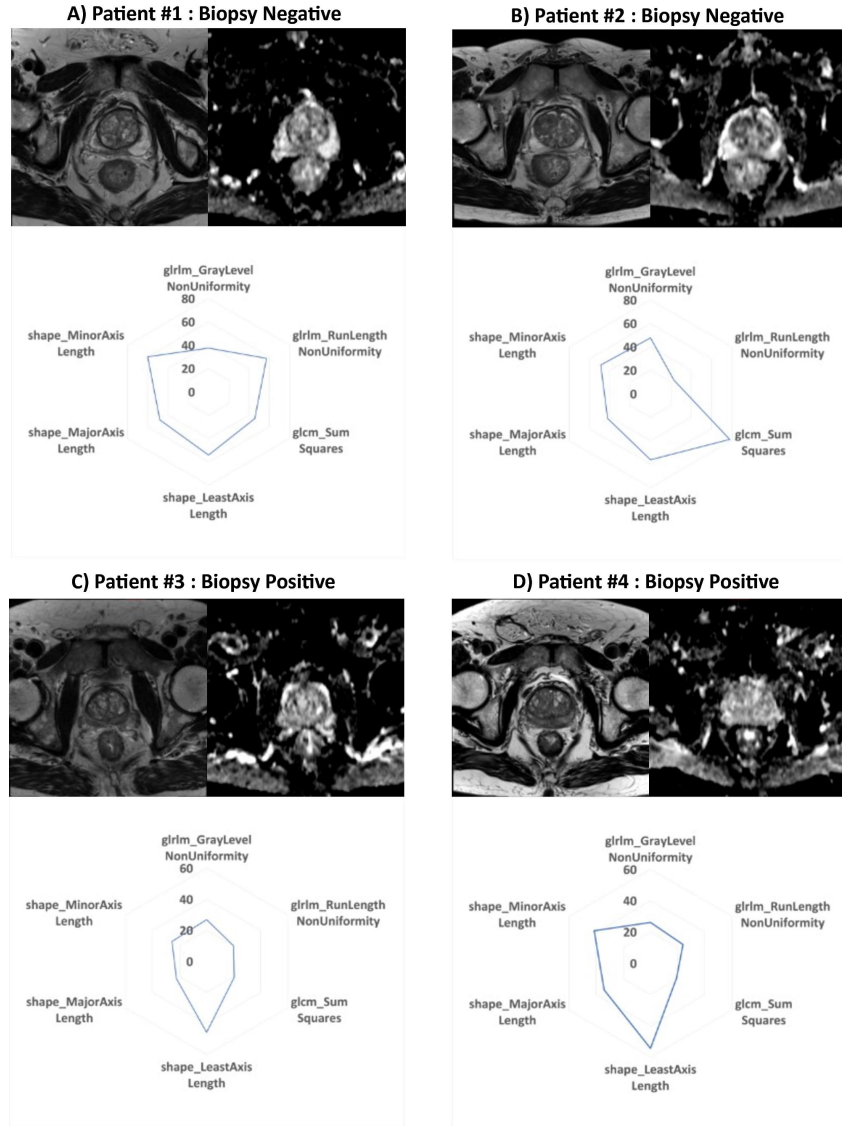 A) Patient #1 : Biopsy Negative
glrlm_GrayLevel
NonUniformity
80
60
40
20
0
glrlm_RunLength
NonUniformity
glcm_Sum
Squares
shape_LeastAxis
Length
shape_MajorAxis
Length
shape_MinorAxis
Length
B) Patient #2 : Biopsy Negative
glrlm_GrayLevel
NonUniformity
80
60
40
20
0
glrlm_RunLength
NonUniformity
glcm_Sum
Squares
shape_LeastAxis
Length
shape_MajorAxis
Length
shape_MinorAxis
Length
C) Patient #3 : Biopsy Positive
glrlm_GrayLevel
NonUniformity
60
40
20
0
glrlm_RunLength
NonUniformity
glcm_Sum
Squares
shape_LeastAxis
Length
shape_MajorAxis
Length
shape_MinorAxis
Length
D) Patient #4 : Biopsy Positive
glrlm_GrayLevel
NonUniformity
60
40
20
0
glrlm_RunLength
NonUniformity
glcm_Sum
Squares
shape_LeastAxis
Length
shape_MajorAxis
Length
shape_MinorAxis
Length